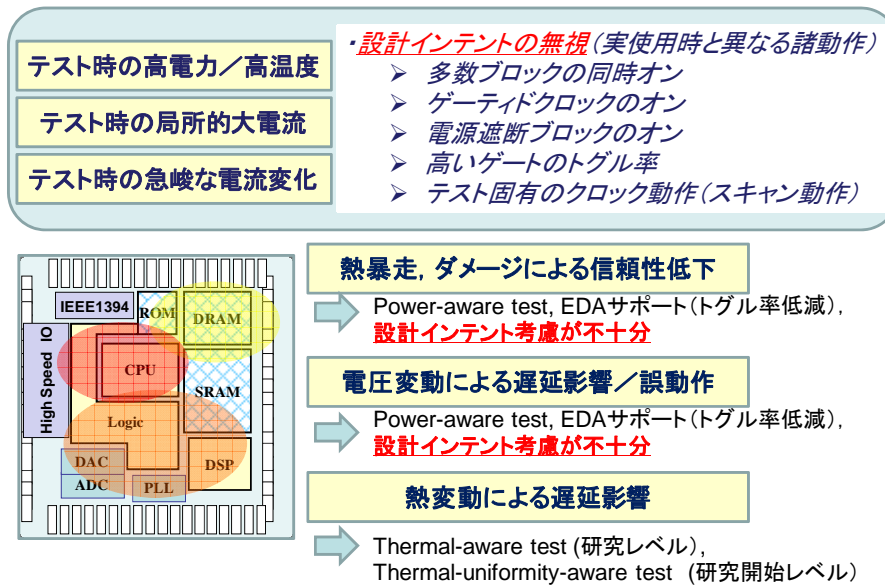 テスト時の高電力／高温度
テスト時の局所的大電流
テスト時の急峻な電流変化
・設計インテントの無視（実使用時と異なる諸動作）
➢ 多数ブロックの同時オン
➢ ゲーティドクロックのオン
➢ 電源遮断ブロックのオン
➢ 高いゲートのトグル率
➢ テスト固有のクロック動作（スキャン動作）
IEEE1394
ROM
DRAM
High Speed IO
CPU
SRAM
Logic
DAC
ADC
PLL
DSP
熱暴走，ダメージによる信頼性低下
Power-aware test, EDAサポート（トグル率低減），
設計インテント考慮が不十分
電圧変動による遅延影響／誤動作
Power-aware test, EDAサポート（トグル率低減），
設計インテント考慮が不十分
熱変動による遅延影響
Thermal-aware test (研究レベル),
Thermal-uniformity-aware test (研究開始レベル）